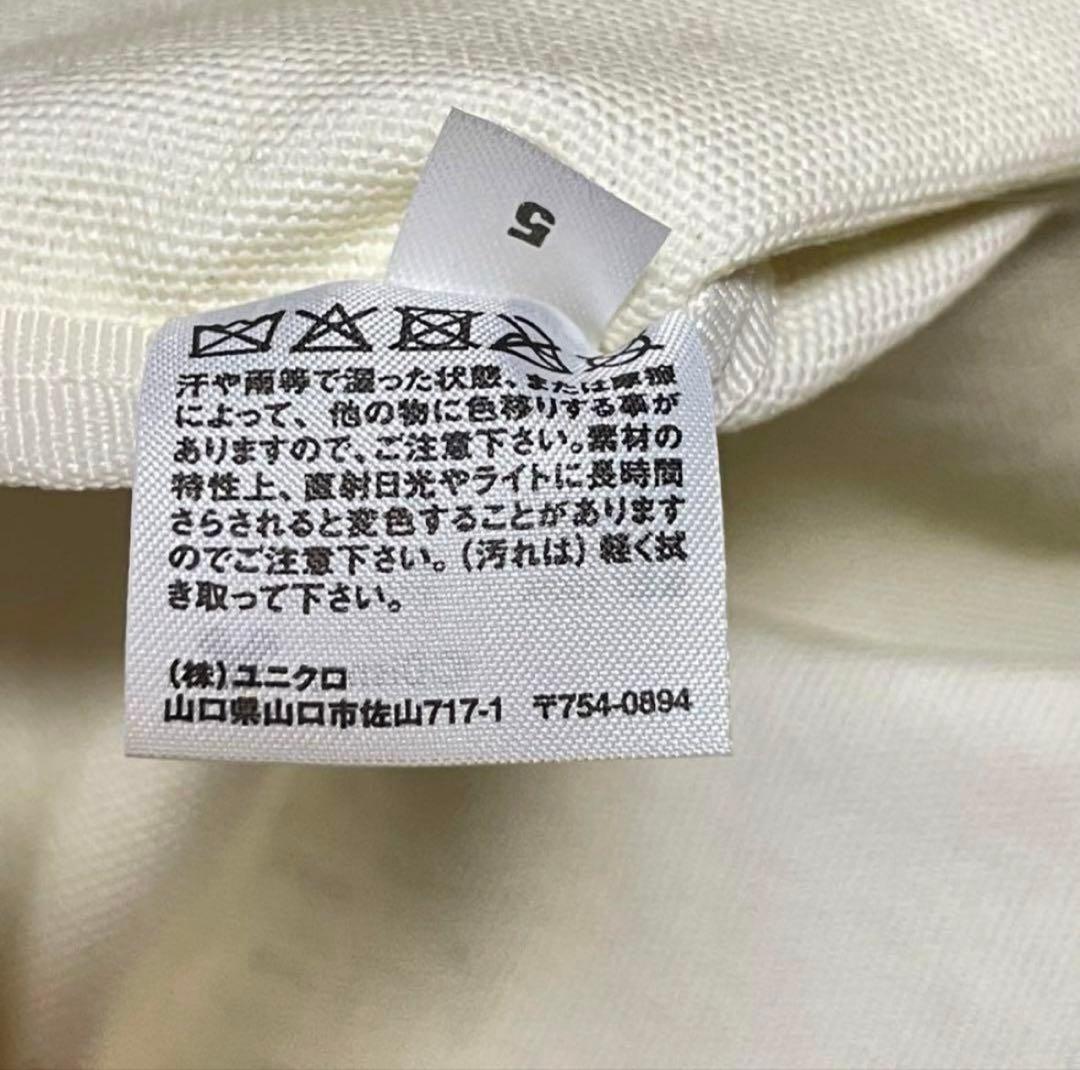 5
汗や雨等で湿った状態、または摩擦
によって、他の物に色移りする事が
ありますので、ご注意下さい。素材の
特性上、直射日光やライトに長時間
さらされると変色することがあります
のでご注意下さい。(汚れは)軽く拭
き取って下さい。
(株)ユニクロ
山口県山口市佐山717-1 〒754-0894